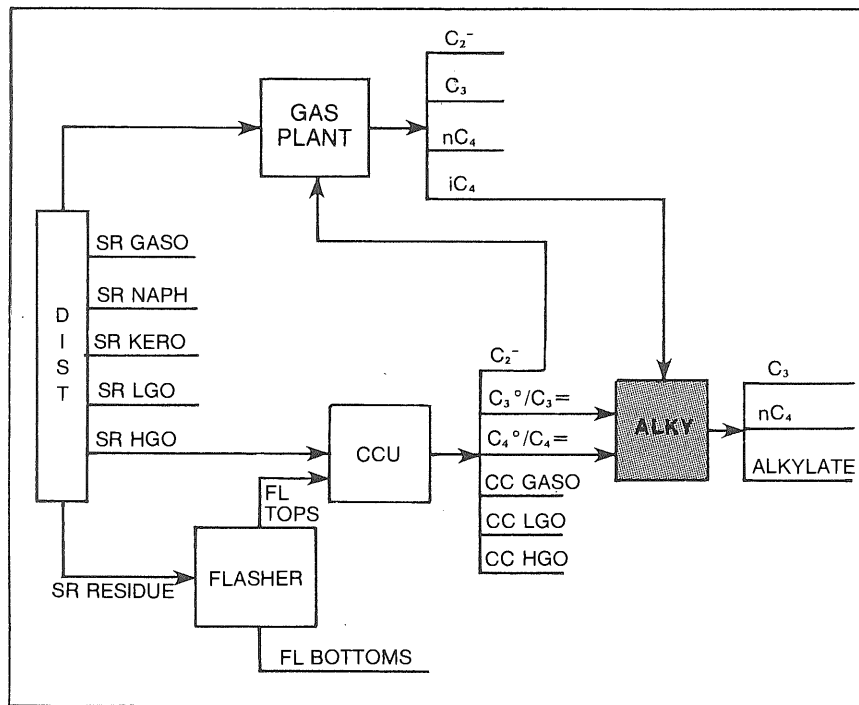 C₂⁻
C₃
nC₄
iC₄
GAS
PLANT
D
I
S
T
SR GASO
SR NAPH
SR KERO
SR LGO
SR HGO
SR RESIDUE
FLASHER
FL
TOPS
FL BOTTOMS
CCU
C₂⁻
C₃°/C₃=
C₄°/C₄=
CC GASO
CC LGO
CC HGO
ALKY
C₃
nC₄
ALKYLATE